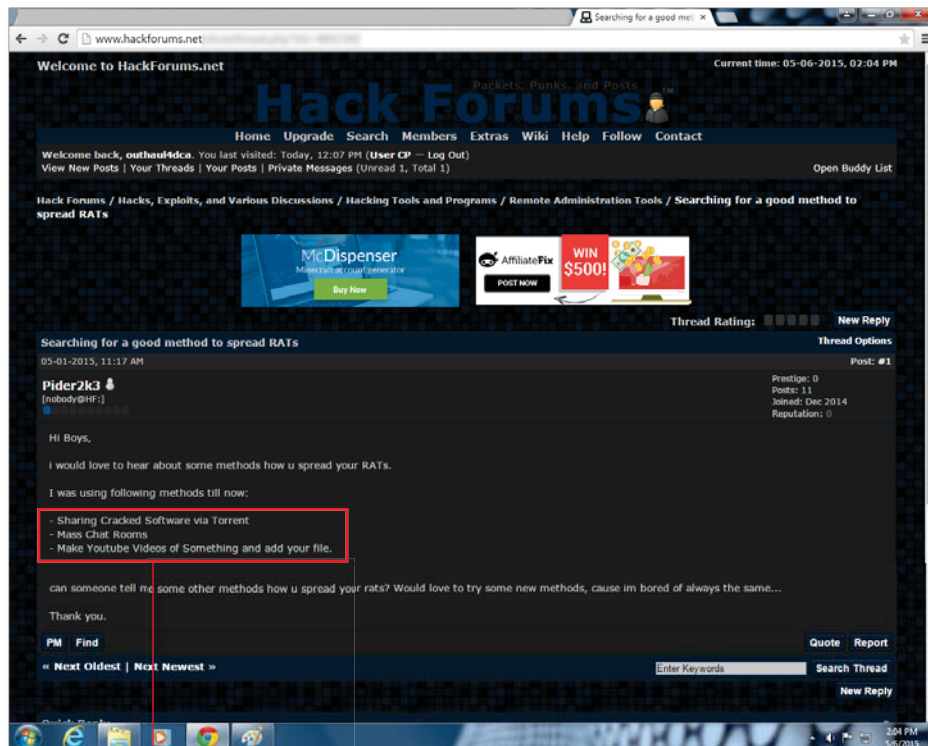 Searching for a good met
www.hackforums.net
Welcome to HackForums.net
Current time: 05-06-2015, 02:04 PM
Hack Forums
Packets, Punks, and Posts
TM
Home Upgrade Search Members Extras Wiki Help Follow Contact
Welcome back, outhaul4dca. You last visited: Today, 12:07 PM (User CP — Log Out)
View New Posts | Your Threads | Your Posts | Private Messages (Unread 1, Total 1)
Open Buddy List
Hack Forums / Hacks, Exploits, and Various Discussions / Hacking Tools and Programs / Remote Administration Tools / Searching for a good method to
spread RATs
McDispenser
Minecraft account generator
Buy Now
AffiliateFix
POST NOW
WIN
$500!
Thread Rating:
New Reply
Searching for a good method to spread RATs
Thread Options
05-01-2015, 11:17 AM
Post: #1
Pider2k3
[nobody@HF:]
Prestige: 0
Posts: 11
Joined: Dec 2014
Reputation: 0
Hi Boys,
i would love to hear about some methods how u spread your RATs.
I was using following methods till now:
- Sharing Cracked Software via Torrent
- Mass Chat Rooms
- Make Youtube Videos of Something and add your file.
can someone tell me some other methods how u spread your rats? Would love to try some new methods, cause im bored of always the same...
Thank you.
PM Find
Quote Report
« Next Oldest | Next Newest »
Enter Keywords
Search Thread
New Reply
2:04 PM
5/6/2015